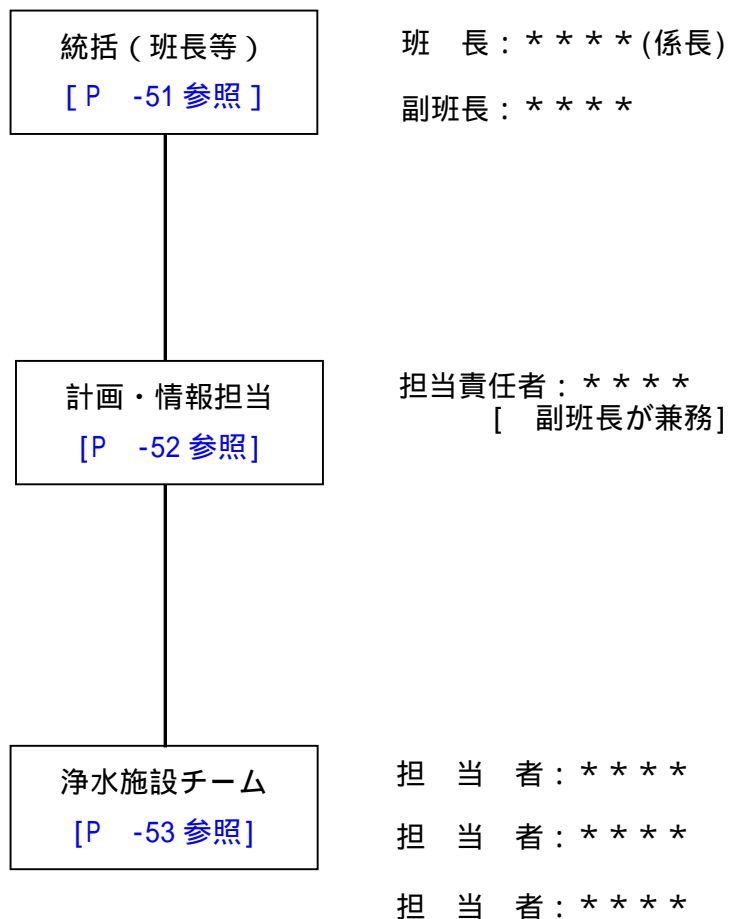 統括（班長等）
[P　-51 参照]
班　長：＊＊＊＊(係長)
副班長：＊＊＊＊
計画・情報担当
[P　-52 参照]
担当責任者：＊＊＊＊
[　副班長が兼務]
浄水施設チーム
[P　-53 参照]
担　当　者：＊＊＊＊
担　当　者：＊＊＊＊
担　当　者：＊＊＊＊